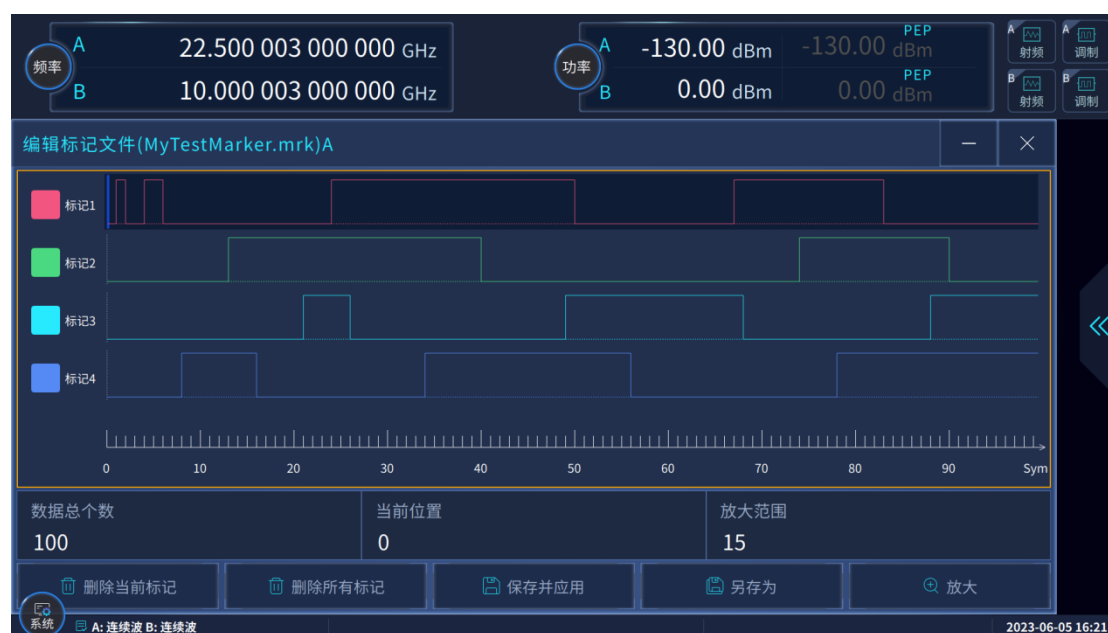 频率
A 22.500 003 000 000 GHz
B 10.000 003 000 000 GHz
功率
A -130.00 dBm -130.00 dBm PEP
B 0.00 dBm 0.00 dBm PEP
A 射频
A 调制
B 射频
B 调制
编辑标记文件(MyTestMarker.mrk)A
标记1
标记2
标记3
标记4
0 10 20 30 40 50 60 70 80 90 Sym
数据总个数 当前位置 放大范围
100 0 15
删除当前标记 删除所有标记 保存并应用 另存为 放大
系统 A: 连续波 B: 连续波 2023-06-05 16:21